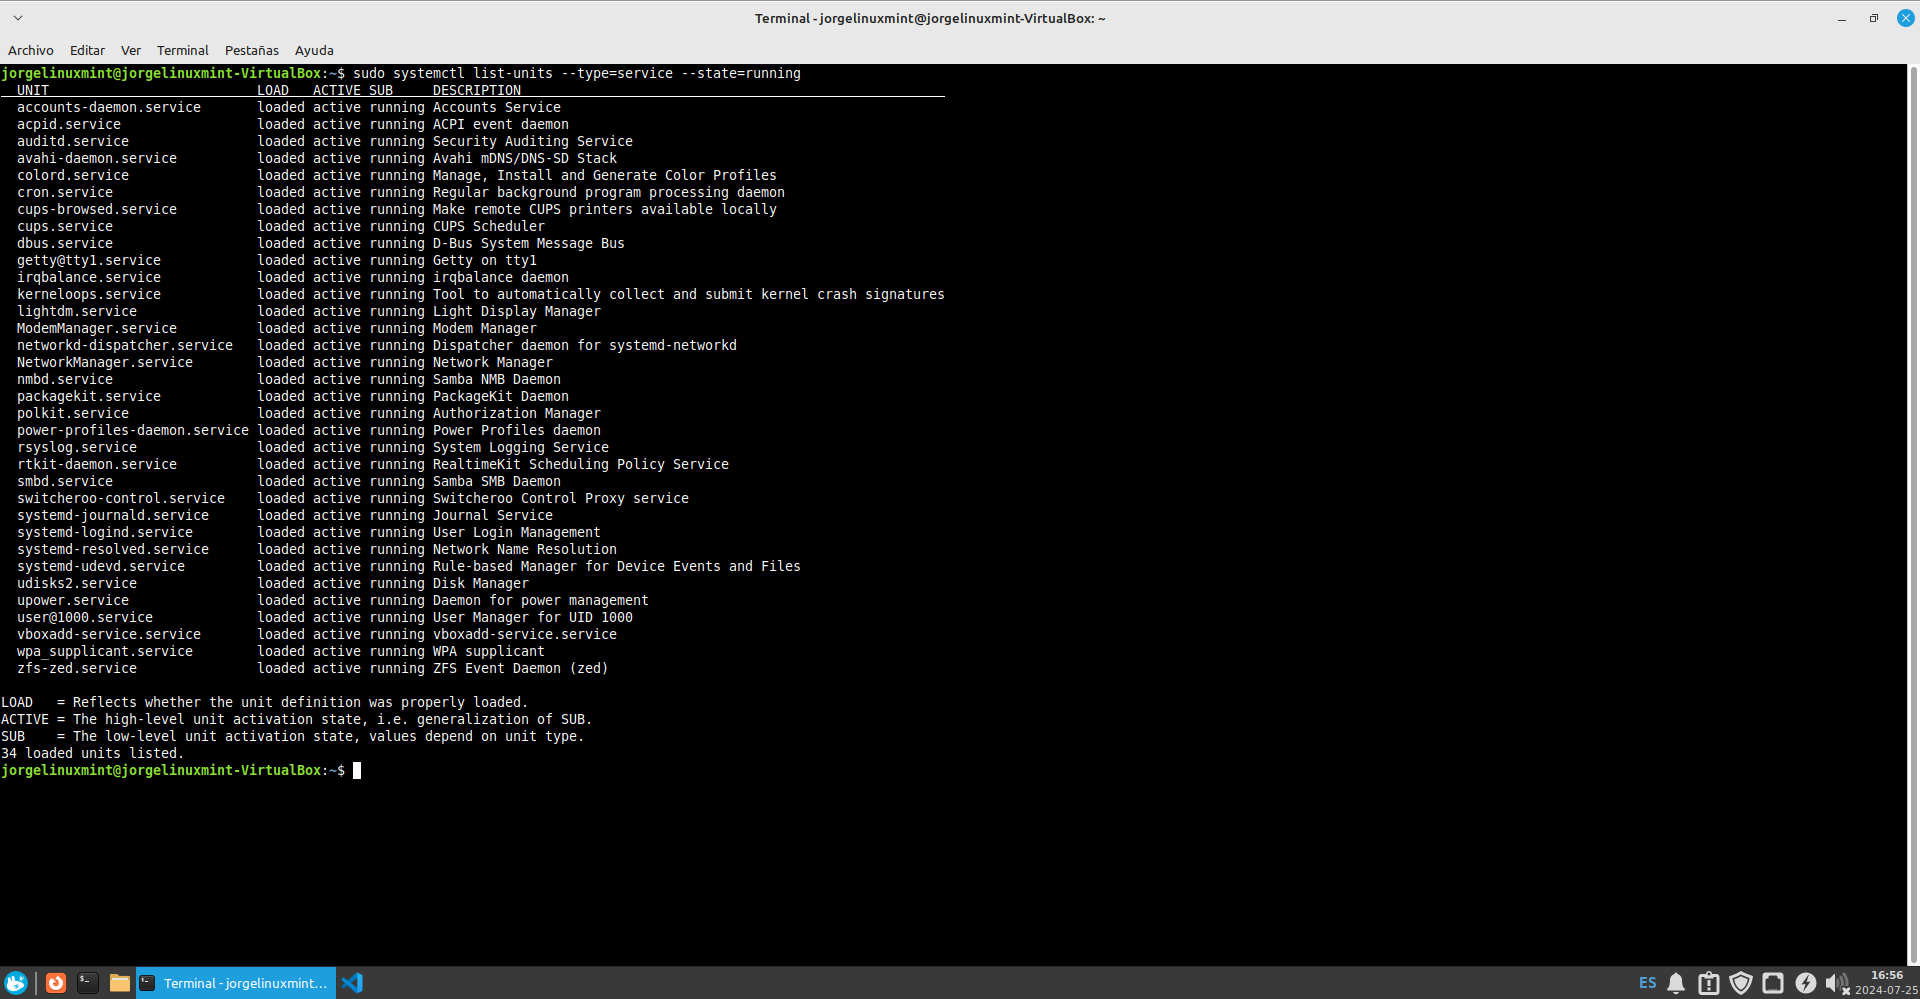 Terminal - jorgelinuxmint@jorgelinuxmint-VirtualBox: ~
Archivo Editar Ver Terminal Pestañas Ayuda
jorgelinuxmint@jorgelinuxmint-VirtualBox:~$ sudo systemctl list-units --type=service --state=running
  UNIT                          LOAD   ACTIVE SUB     DESCRIPTION
  accounts-daemon.service       loaded active running Accounts Service
  acpid.service                 loaded active running ACPI event daemon
  auditd.service                loaded active running Security Auditing Service
  avahi-daemon.service          loaded active running Avahi mDNS/DNS-SD Stack
  colord.service                loaded active running Manage, Install and Generate Color Profiles
  cron.service                  loaded active running Regular background program processing daemon
  cups-browsed.service          loaded active running Make remote CUPS printers available locally
  cups.service                  loaded active running CUPS Scheduler
  dbus.service                  loaded active running D-Bus System Message Bus
  getty@tty1.service            loaded active running Getty on tty1
  irqbalance.service            loaded active running irqbalance daemon
  kerneloops.service            loaded active running Tool to automatically collect and submit kernel crash signatures
  lightdm.service               loaded active running Light Display Manager
  ModemManager.service          loaded active running Modem Manager
  networkd-dispatcher.service   loaded active running Dispatcher daemon for systemd-networkd
  NetworkManager.service        loaded active running Network Manager
  nmbd.service                  loaded active running Samba NMB Daemon
  packagekit.service            loaded active running PackageKit Daemon
  polkit.service                loaded active running Authorization Manager
  power-profiles-daemon.service loaded active running Power Profiles daemon
  rsyslog.service               loaded active running System Logging Service
  rtkit-daemon.service          loaded active running RealtimeKit Scheduling Policy Service
  smbd.service                  loaded active running Samba SMB Daemon
  switcheroo-control.service    loaded active running Switcheroo Control Proxy service
  systemd-journald.service      loaded active running Journal Service
  systemd-logind.service        loaded active running User Login Management
  systemd-resolved.service      loaded active running Network Name Resolution
  systemd-udevd.service         loaded active running Rule-based Manager for Device Events and Files
  udisks2.service               loaded active running Disk Manager
  upower.service                loaded active running Daemon for power management
  user@1000.service             loaded active running User Manager for UID 1000
  vboxadd-service.service       loaded active running vboxadd-service.service
  wpa_supplicant.service        loaded active running WPA supplicant
  zfs-zed.service               loaded active running ZFS Event Daemon (zed)
LOAD   = Reflects whether the unit definition was properly loaded.
ACTIVE = The high-level unit activation state, i.e. generalization of SUB.
SUB    = The low-level unit activation state, values depend on unit type.
34 loaded units listed.
jorgelinuxmint@jorgelinuxmint-VirtualBox:~$
Terminal - jorgelinuxmint...
ES
16:56
2024-07-25